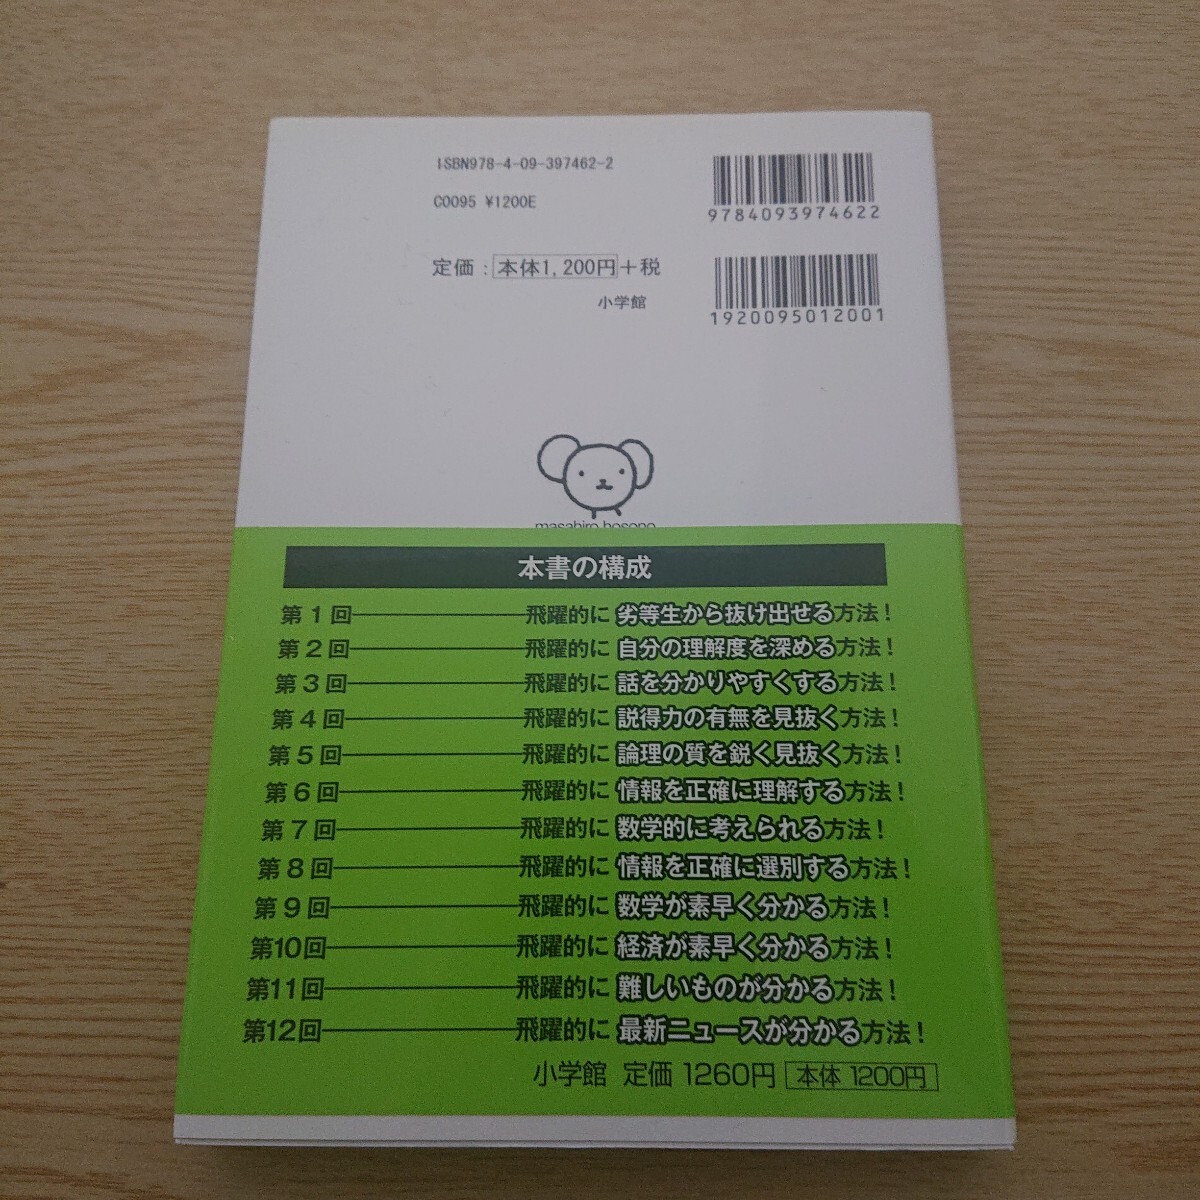 ISBN978-4-09-397462-2
C0095 ¥1200E
9784093974622
定価：本体1,200円＋税
小学館
1920095012001
masahiro hosono
本書の構成
第1回 飛躍的に 劣等生から抜け出せる方法！
第2回 飛躍的に 自分の理解度を深める方法！
第3回 飛躍的に 話を分かりやすくする方法！
第4回 飛躍的に 説得力の有無を見抜く方法！
第5回 飛躍的に 論理の質を鋭く見抜く方法！
第6回 飛躍的に 情報を正確に理解する方法！
第7回 飛躍的に 数学的に考えられる方法！
第8回 飛躍的に 情報を正確に選別する方法！
第9回 飛躍的に 数学が素早く分かる方法！
第10回 飛躍的に 経済が素早く分かる方法！
第11回 飛躍的に 難しいものが分かる方法！
第12回 飛躍的に 最新ニュースが分かる方法！
小学館 定価 1260円 本体 1200円